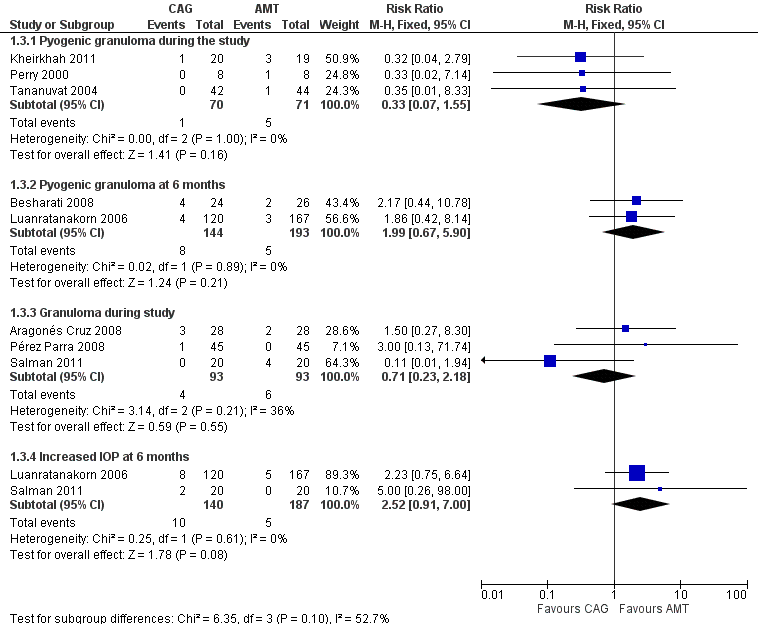 CAG AMT Risk Ratio Risk Ratio
Study or Subgroup Events Total Events Total Weight M-H, Fixed, 95% CI M-H, Fixed, 95% CI
1.3.1 Pyogenic granuloma during the study
Kheirkhah 2011 1 20 3 19 50.9% 0.32 [0.04, 2.79]
Perry 2000 0 8 1 8 24.8% 0.33 [0.02, 7.14]
Tananuvat 2004 0 42 1 44 24.3% 0.35 [0.01, 8.33]
Subtotal (95% CI) 70 71 100.0% 0.33 [0.07, 1.55]
Total events 1 5
Heterogeneity: Chi² = 0.00, df = 2 (P = 1.00); I² = 0%
Test for overall effect: Z = 1.41 (P = 0.16)
1.3.2 Pyogenic granuloma at 6 months
Besharati 2008 4 24 2 26 43.4% 2.17 [0.44, 10.78]
Luanratanakorn 2006 4 120 3 167 56.6% 1.86 [0.42, 8.14]
Subtotal (95% CI) 144 193 100.0% 1.99 [0.67, 5.90]
Total events 8 5
Heterogeneity: Chi² = 0.02, df = 1 (P = 0.89); I² = 0%
Test for overall effect: Z = 1.24 (P = 0.21)
1.3.3 Granuloma during study
Aragonés Cruz 2008 3 28 2 28 28.6% 1.50 [0.27, 8.30]
Pérez Parra 2008 1 45 0 45 7.1% 3.00 [0.13, 71.74]
Salman 2011 0 20 4 20 64.3% 0.11 [0.01, 1.94]
Subtotal (95% CI) 93 93 100.0% 0.71 [0.23, 2.18]
Total events 4 6
Heterogeneity: Chi² = 3.14, df = 2 (P = 0.21); I² = 36%
Test for overall effect: Z = 0.59 (P = 0.55)
1.3.4 Increased IOP at 6 months
Luanratanakorn 2006 8 120 5 167 89.3% 2.23 [0.75, 6.64]
Salman 2011 2 20 0 20 10.7% 5.00 [0.26, 98.00]
Subtotal (95% CI) 140 187 100.0% 2.52 [0.91, 7.00]
Total events 10 5
Heterogeneity: Chi² = 0.25, df = 1 (P = 0.61); I² = 0%
Test for overall effect: Z = 1.78 (P = 0.08)
0.01 0.1 1 10 100
Favours CAG Favours AMT
Test for subgroup differences: Chi² = 6.35, df = 3 (P = 0.10), I² = 52.7%